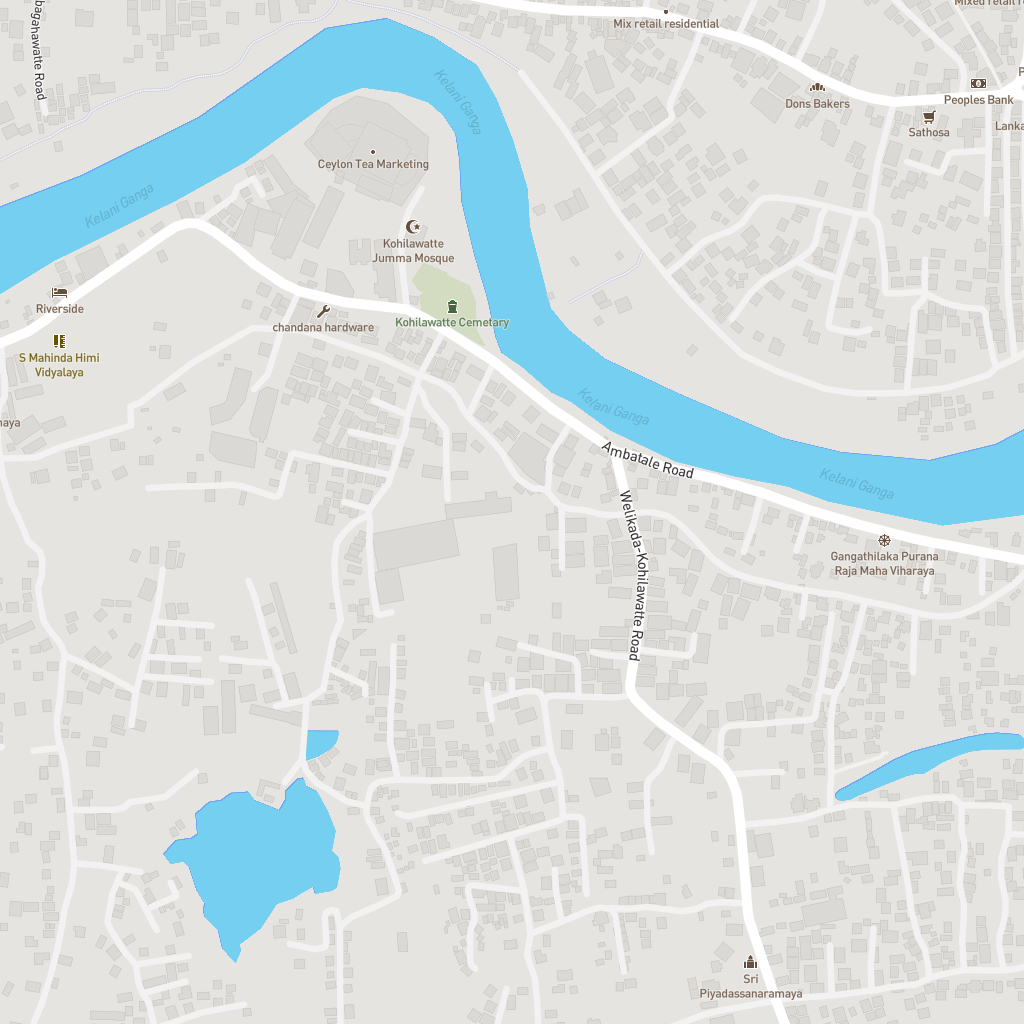 Mixed retail r
Mix retail residential
bagahawatte Road
Kelani Ganga
P
Peoples Bank
Dons Bakers
Lanka
Sathosa
Ceylon Tea Marketing
Kelani Ganga
Kohilawatte
Jumma Mosque
Riverside
Kohilawatte Cemetary
chandana hardware
S Mahinda Himi
Vidyalaya
Kelani Ganga
naya
Ambatale Road
Kelani Ganga
Welikada-Kohilawatte Road
Gangathilaka Purana
Raja Maha Viharaya
Sri
Piyadassanaramaya